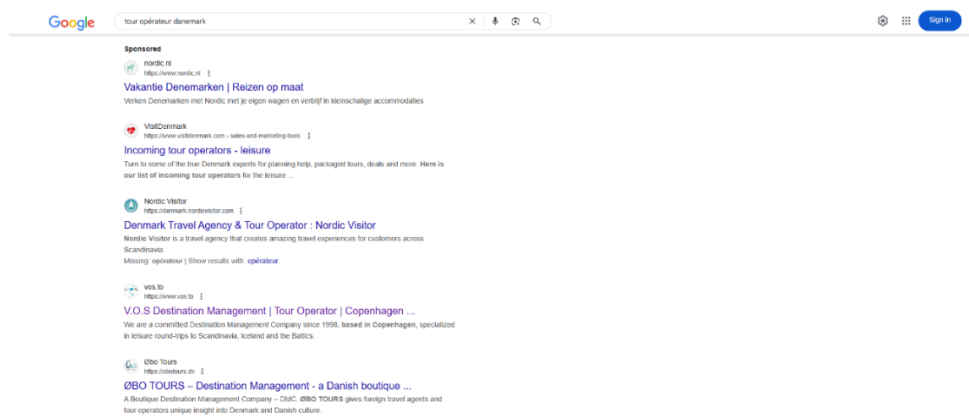 Google
tour opérateur danemark
Sign in
Sponsored
nordic.nl
https://www.nordic.nl
Vakantie Denemarken | Reizen op maat
Verken Denemarken met Nordic met je eigen wagen en verblijf in kleinschalige accommodaties
VisitDenmark
https://www.visitdenmark.com › sales-and-marketing-tools
Incoming tour operators - leisure
Turn to some of the true Denmark experts for planning help, packaged tours, deals and more. Here is
our list of incoming tour operators for the leisure ...
Nordic Visitor
https://denmark.nordicvisitor.com
Denmark Travel Agency & Tour Operator : Nordic Visitor
Nordic Visitor is a travel agency that creates amazing travel experiences for customers across
Scandinavia.
Missing: opérateur | Show results with: opérateur
vos.to
https://www.vos.to
V.O.S Destination Management | Tour Operator | Copenhagen ...
We are a committed Destination Management Company since 1998, based in Copenhagen, specialized
in leisure round-trips to Scandinavia, Iceland and the Baltics.
Øbo Tours
https://obotours.dk
ØBO TOURS – Destination Management - a Danish boutique ...
A Boutique Destination Management Company – DMC. ØBO TOURS gives foreign travel agents and
tour operators unique insight into Denmark and Danish culture.